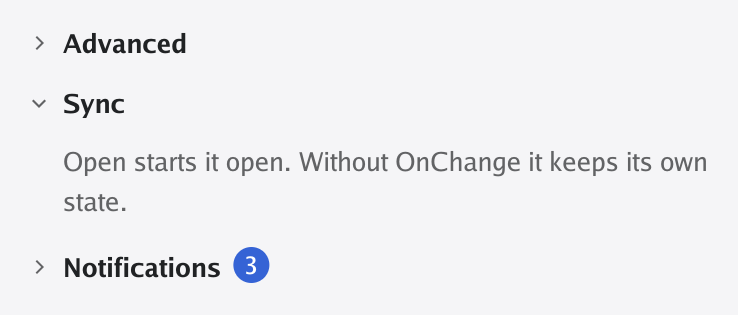 Advanced
Sync
Open starts it open. Without OnChange it keeps its own
state.
Notifications 3